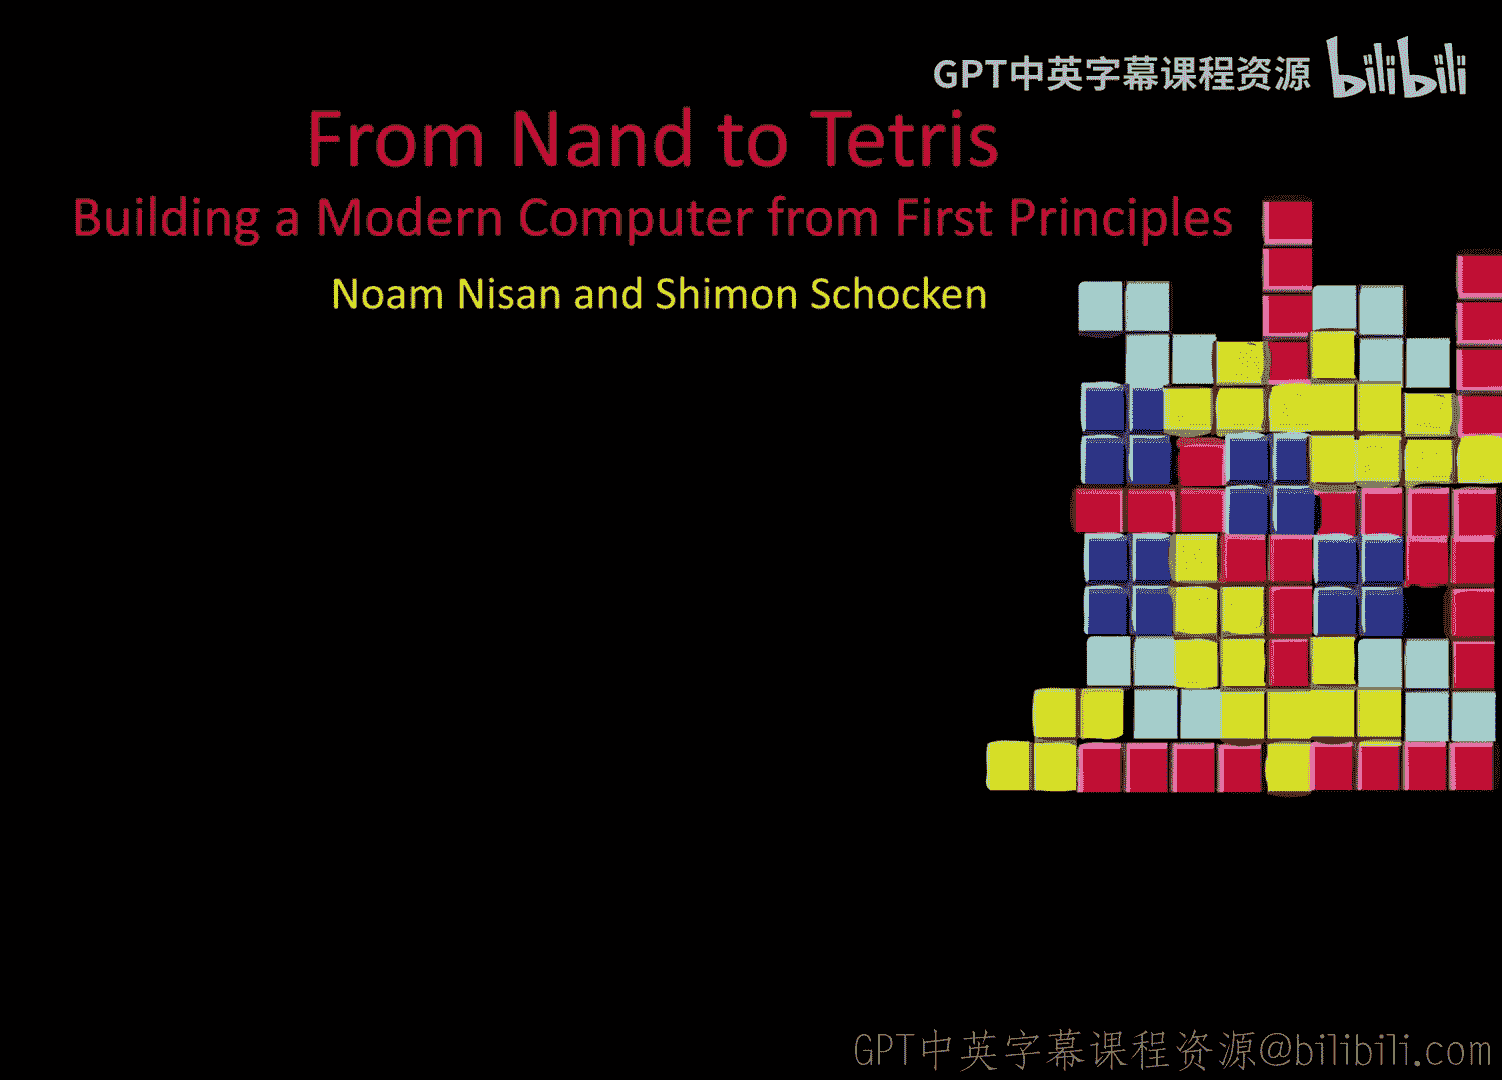 GPT中英字幕课程资源 bilibili
From Nand to Tetris
Building a Modern Computer from First Principles
Noam Nisan and Shimon Schocken
GPT中英字幕课程资源@bilibili.com